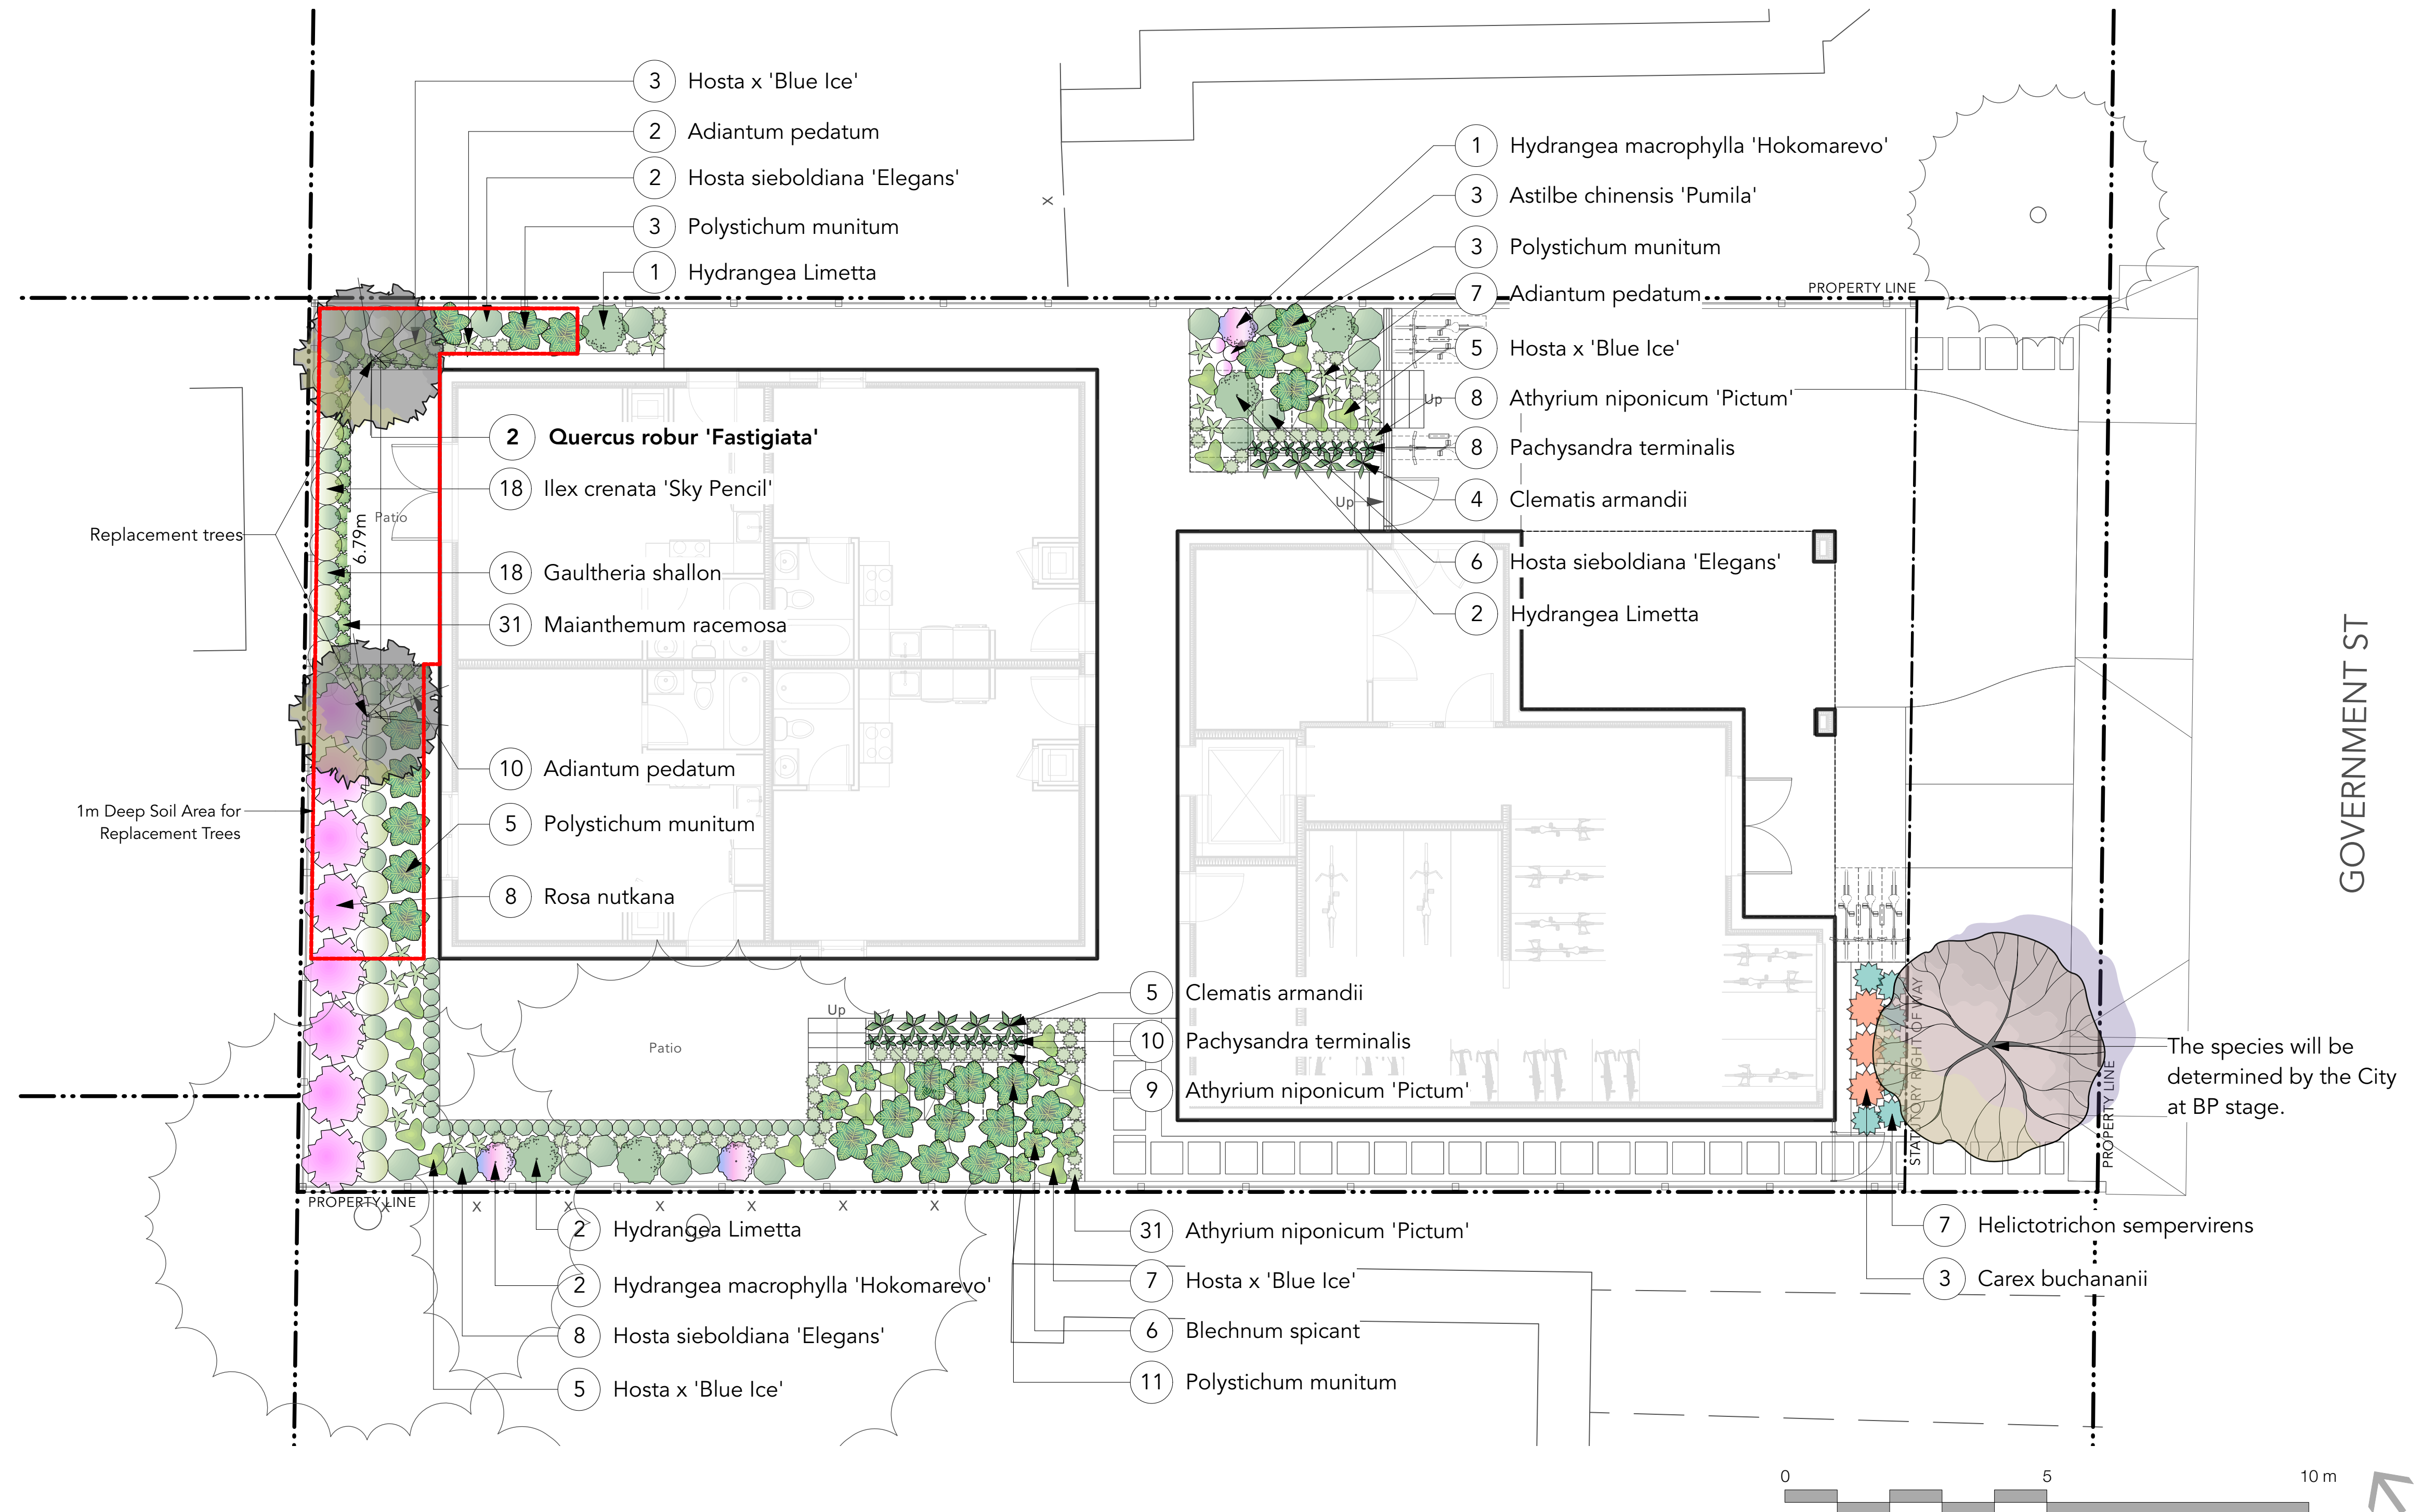 3 Hosta x 'Blue Ice'
2 Adiantum pedatum
2 Hosta sieboldiana 'Elegans'
3 Polystichum munitum
1 Hydrangea Limetta
X
1 Hydrangea macrophylla 'Hokomarevo'
3 Astilbe chinensis 'Pumila'
3 Polystichum munitum
7 Adiantum pedatum
PROPERTY LINE
5 Hosta x 'Blue Ice'
8 Athyrium niponicum 'Pictum'
Up
8 Pachysandra terminalis
4 Clematis armandii
Up
6 Hosta sieboldiana 'Elegans'
2 Hydrangea Limetta
2 Quercus robur 'Fastigiata'
18 Ilex crenata 'Sky Pencil'
Patio
6.79m
Replacement trees
18 Gaultheria shallon
31 Maianthemum racemosa
10 Adiantum pedatum
1m Deep Soil Area for
Replacement Trees
5 Polystichum munitum
8 Rosa nutkana
GOVERNMENT ST
Up
Patio
5 Clematis armandii
10 Pachysandra terminalis
9 Athyrium niponicum 'Pictum'
STATUTORY RIGHT OF WAY
PROPERTY LINE
The species will be
determined by the City
at BP stage.
PROPERTY LINE
X X X X X X X
2 Hydrangea Limetta
2 Hydrangea macrophylla 'Hokomarevo'
8 Hosta sieboldiana 'Elegans'
5 Hosta x 'Blue Ice'
31 Athyrium niponicum 'Pictum'
7 Hosta x 'Blue Ice'
6 Blechnum spicant
11 Polystichum munitum
7 Helictotrichon sempervirens
3 Carex buchananii
0 5 10 m